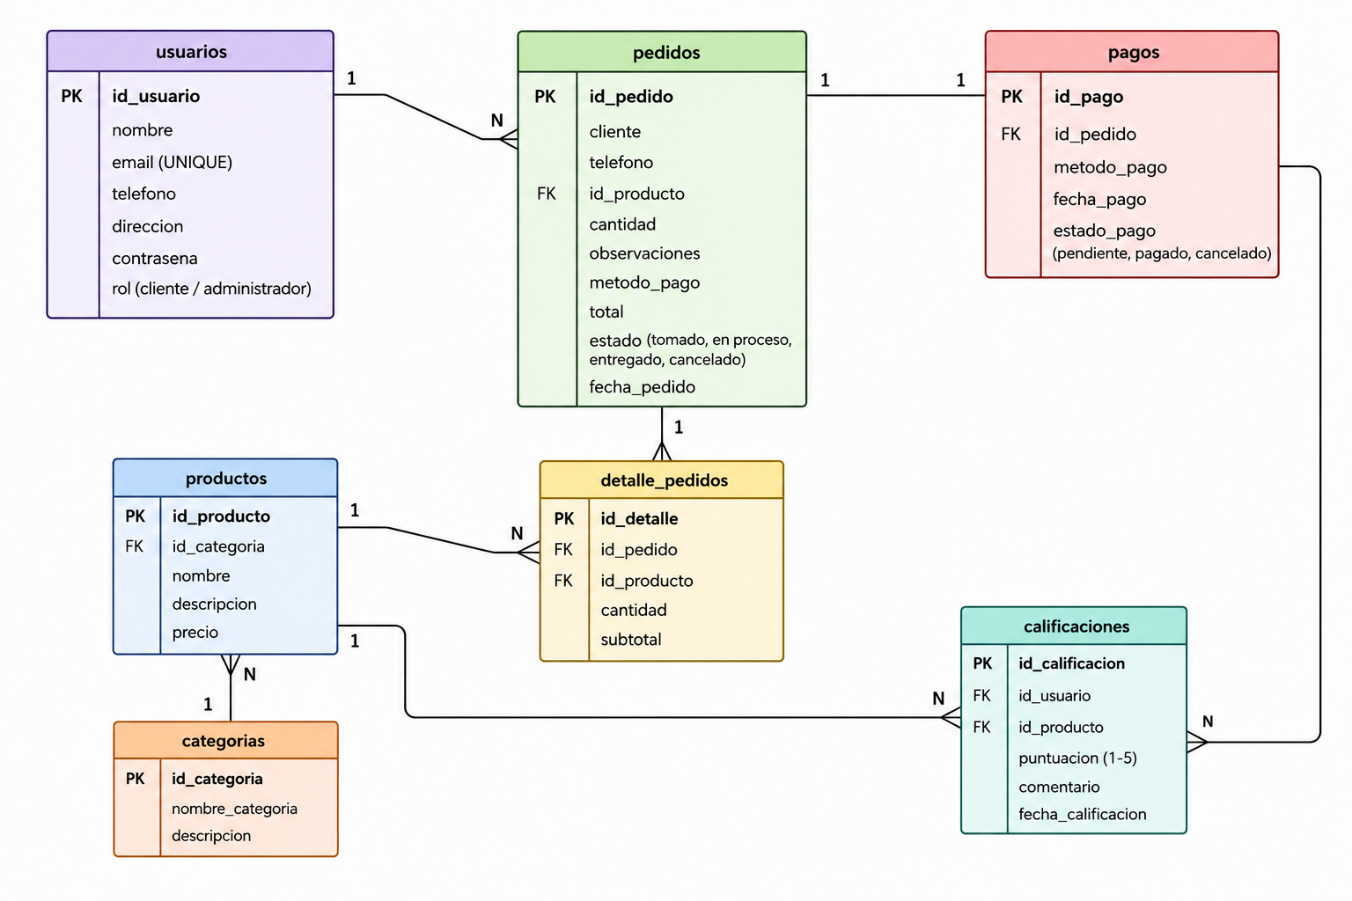 usuarios
PK id_usuario
nombre
email (UNIQUE)
telefono
direccion
contrasena
rol (cliente / administrador)
1
N
pedidos
PK id_pedido
cliente
telefono
FK id_producto
cantidad
observaciones
metodo_pago
total
estado (tomado, en proceso,
entregado, cancelado)
fecha_pedido
1
1
pagos
PK id_pago
FK id_pedido
metodo_pago
fecha_pago
estado_pago
(pendiente, pagado, cancelado)
1
productos
PK id_producto
FK id_categoria
nombre
descripcion
precio
1
N
detalle_pedidos
PK id_detalle
FK id_pedido
FK id_producto
cantidad
subtotal
1
N
1
categorias
PK id_categoria
nombre_categoria
descripcion
N
calificaciones
PK id_calificacion
FK id_usuario
FK id_producto
puntuacion (1-5)
comentario
fecha_calificacion
N